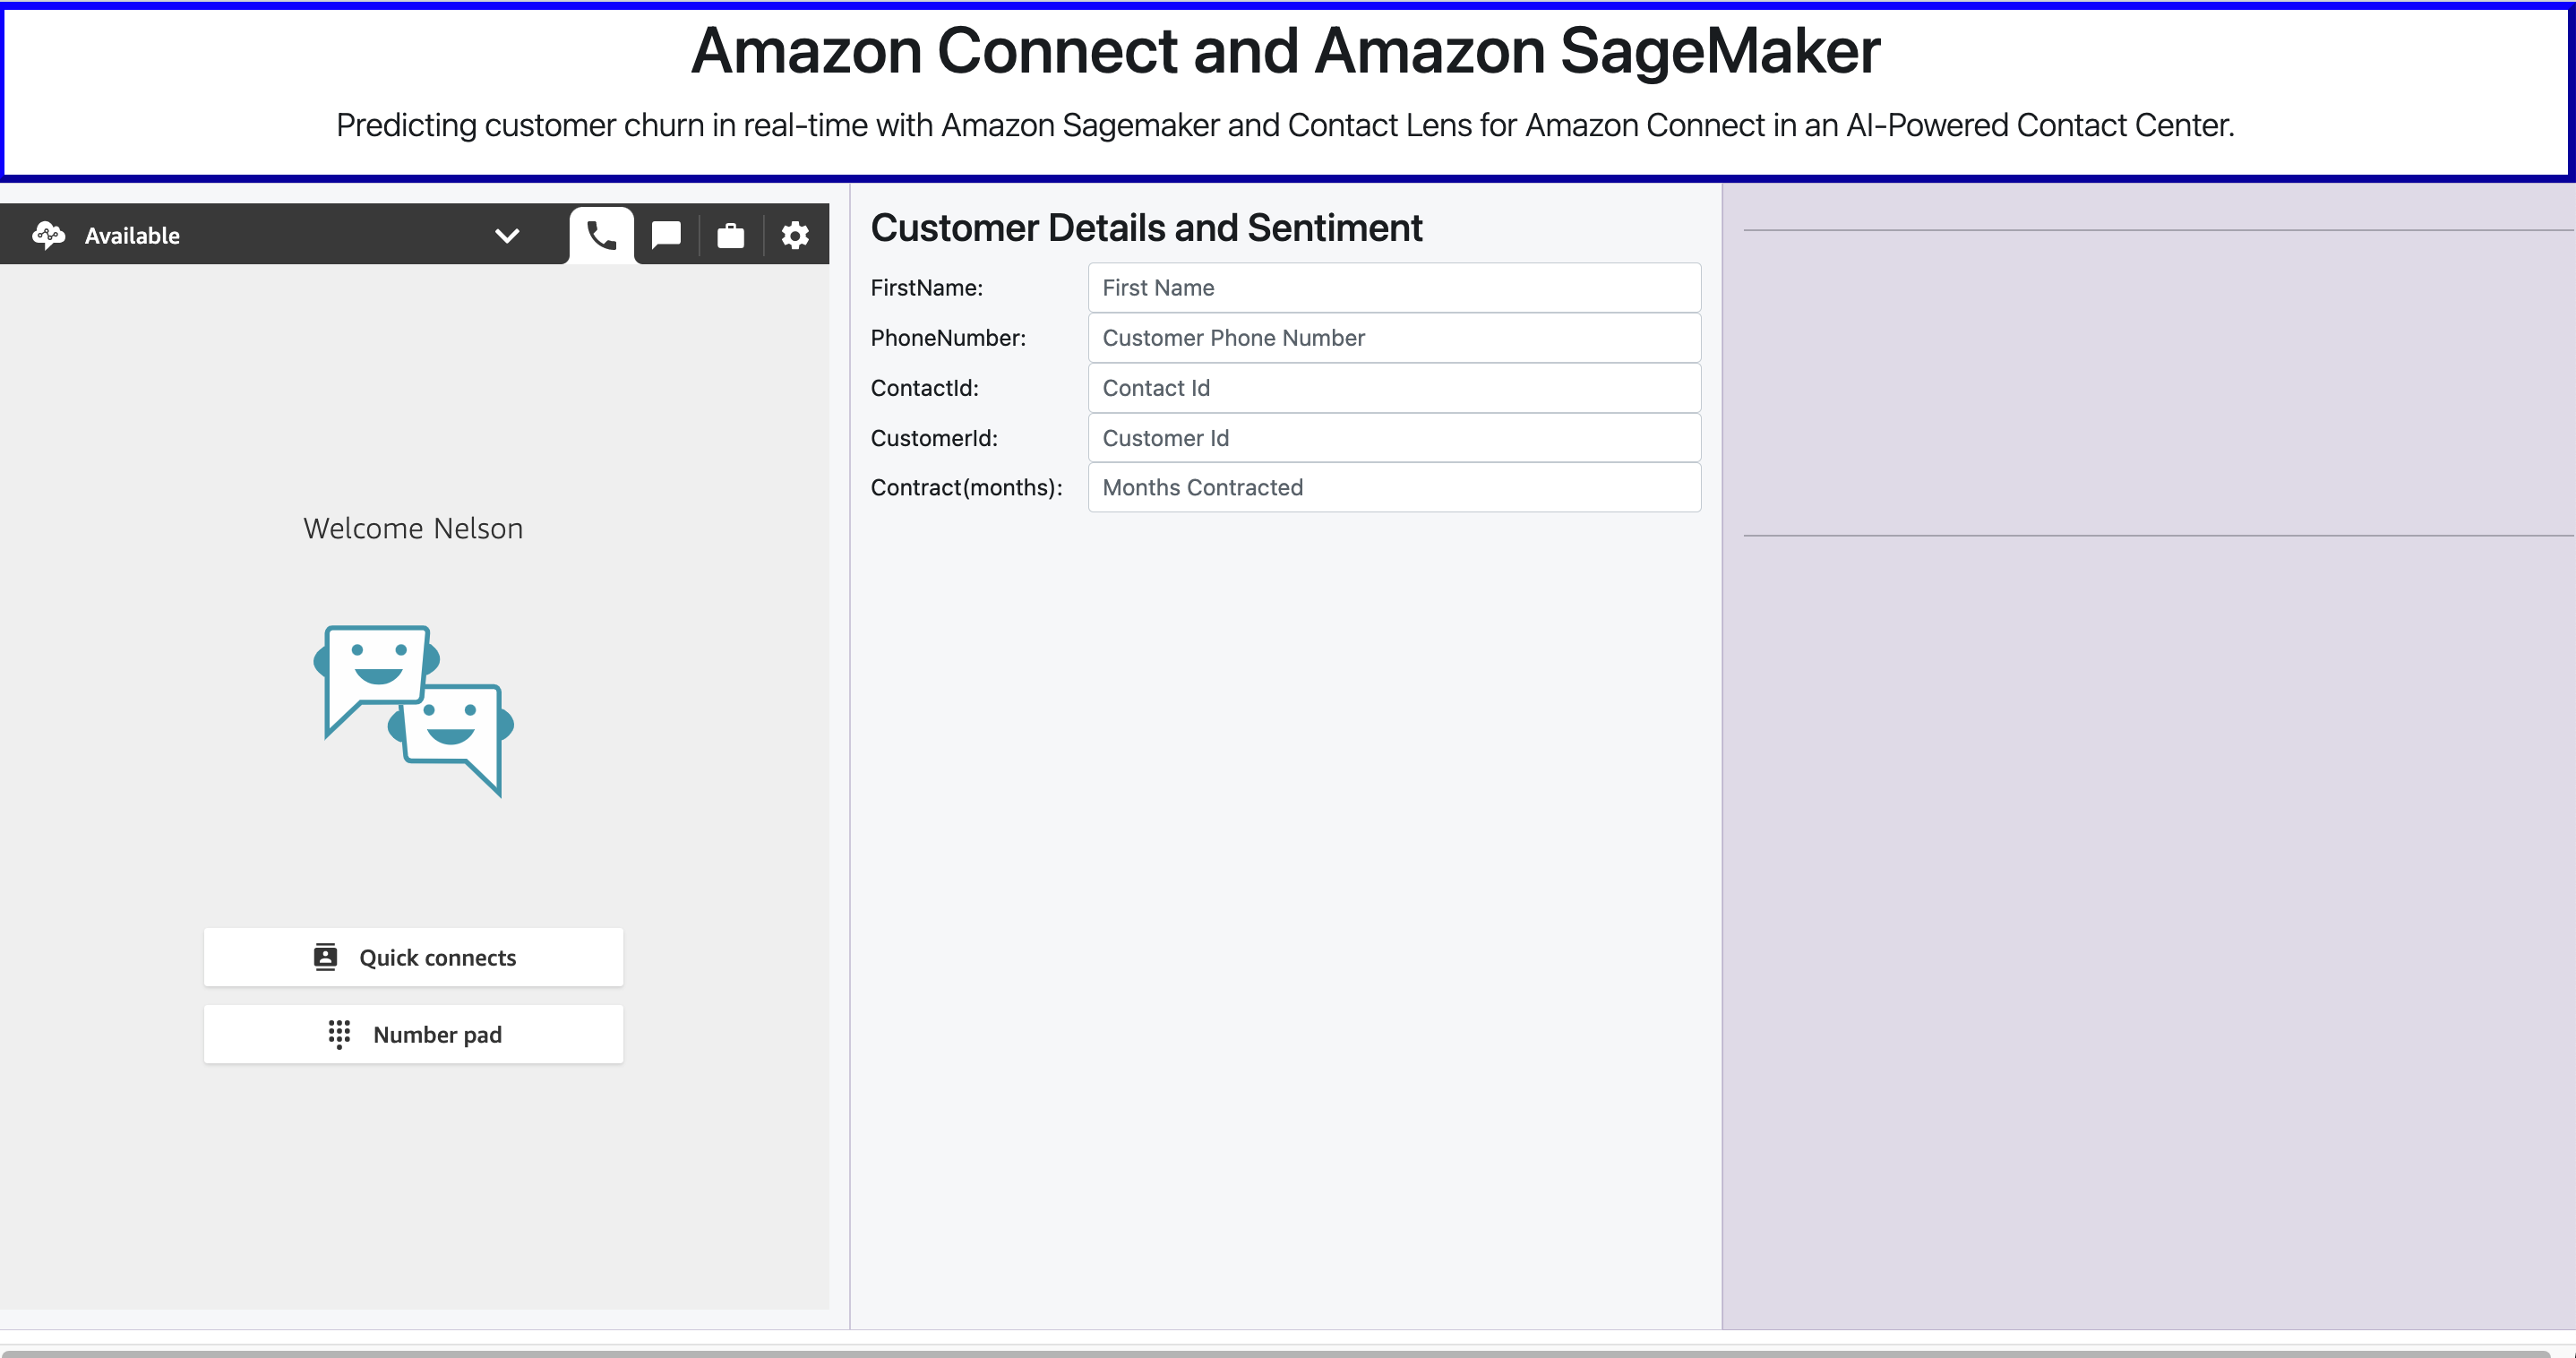 Amazon Connect and Amazon SageMaker
Predicting customer churn in real-time with Amazon Sagemaker and Contact Lens for Amazon Connect in an AI-Powered Contact Center.
Available
Welcome Nelson
Quick connects
Number pad
Customer Details and Sentiment
FirstName: First Name
PhoneNumber: Customer Phone Number
ContactId: Contact Id
CustomerId: Customer Id
Contract(months): Months Contracted